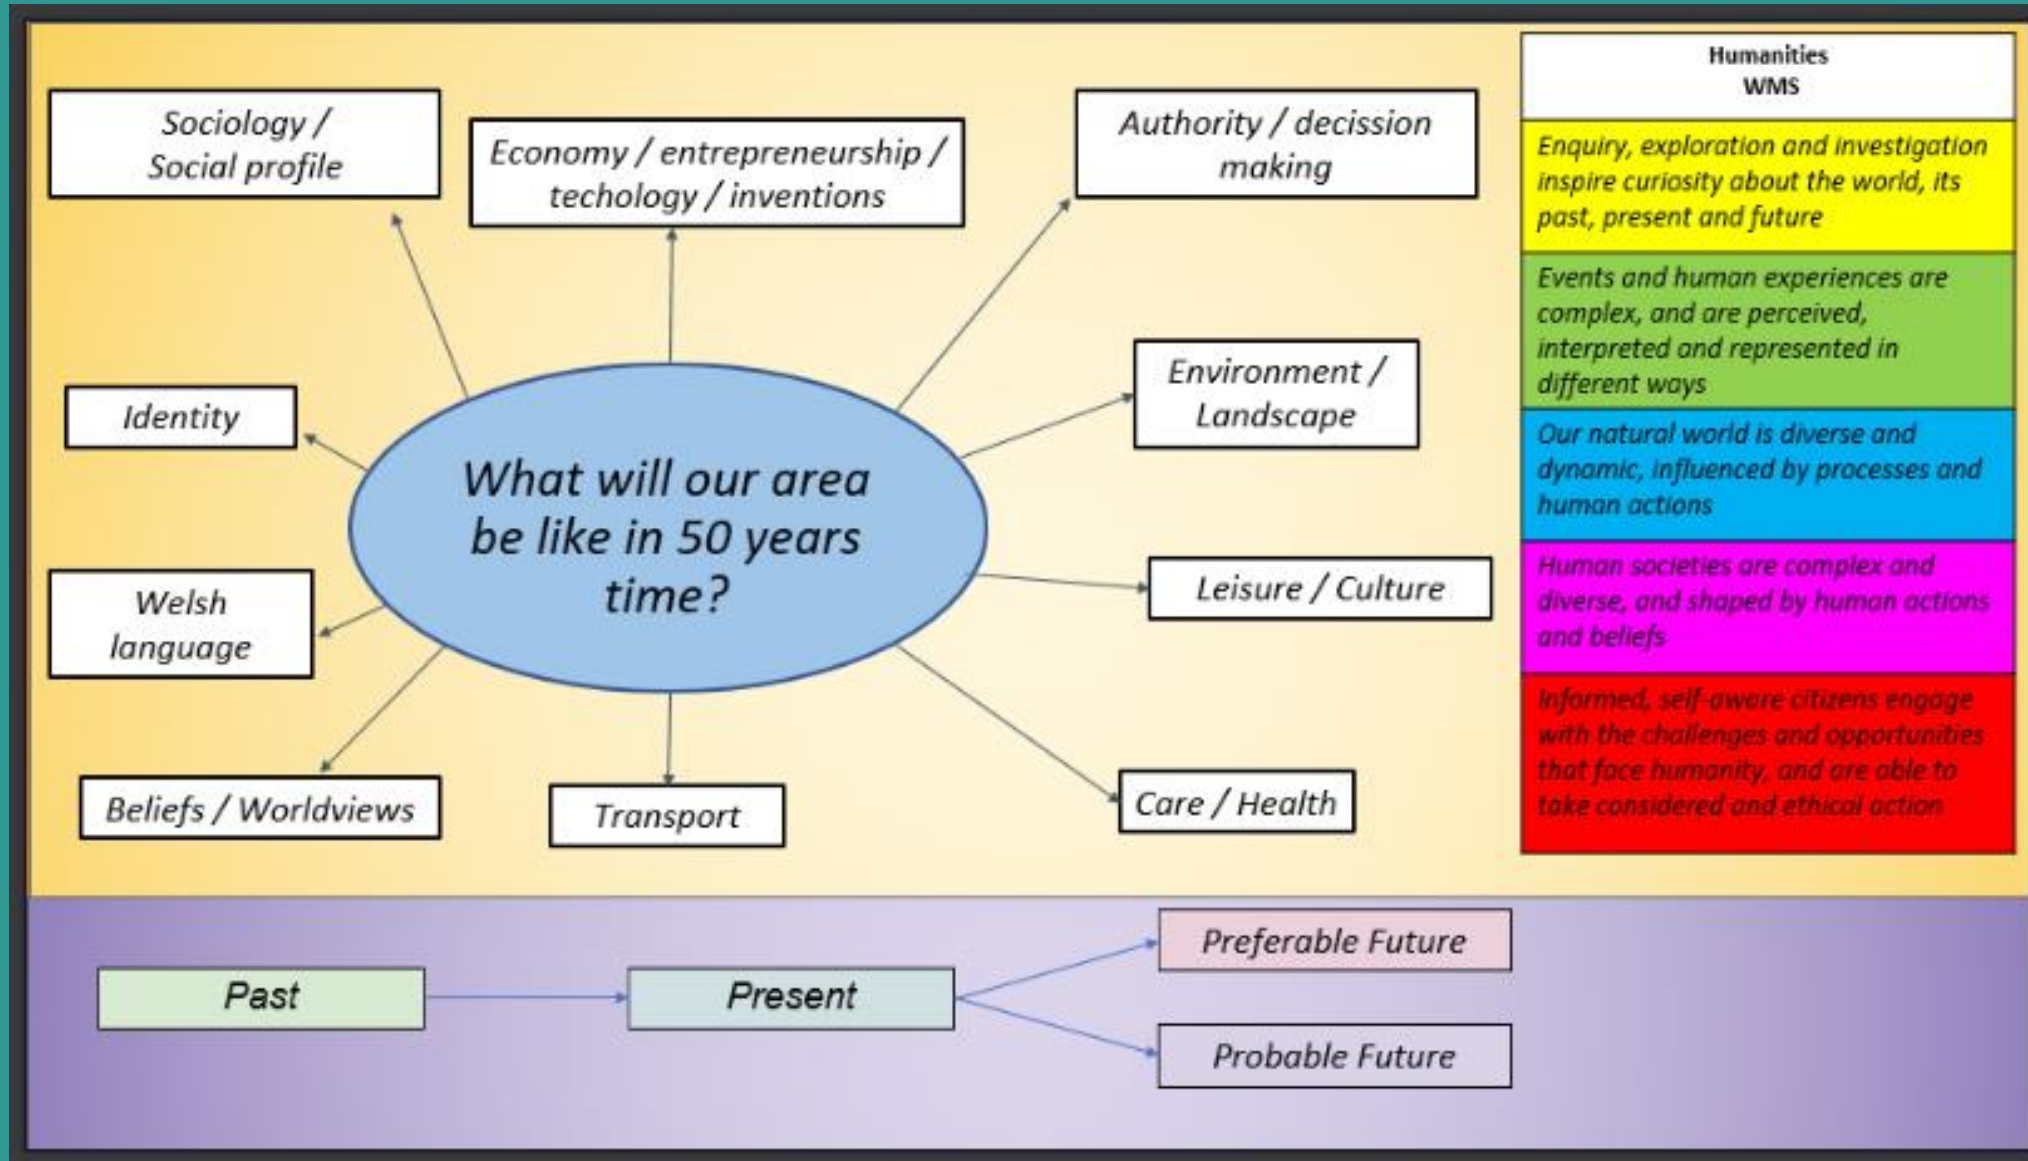 Sociology /
Social profile
Economy / entrepreneurship /
techology / inventions
Authority / decission
making
Identity
Environment /
Landscape
What will our area
be like in 50 years
time?
Welsh
language
Leisure / Culture
Beliefs / Worldviews
Transport
Care / Health
Humanities
WMS
Enquiry, exploration and investigation
inspire curiosity about the world, its
past, present and future
Events and human experiences are
complex, and are perceived,
interpreted and represented in
different ways
Our natural world is diverse and
dynamic, influenced by processes and
human actions
Human societies are complex and
diverse, and shaped by human actions
and beliefs
Informed, self-aware citizens engage
with the challenges and opportunities
that face humanity, and are able to
take considered and ethical action
Past
Present
Preferable Future
Probable Future